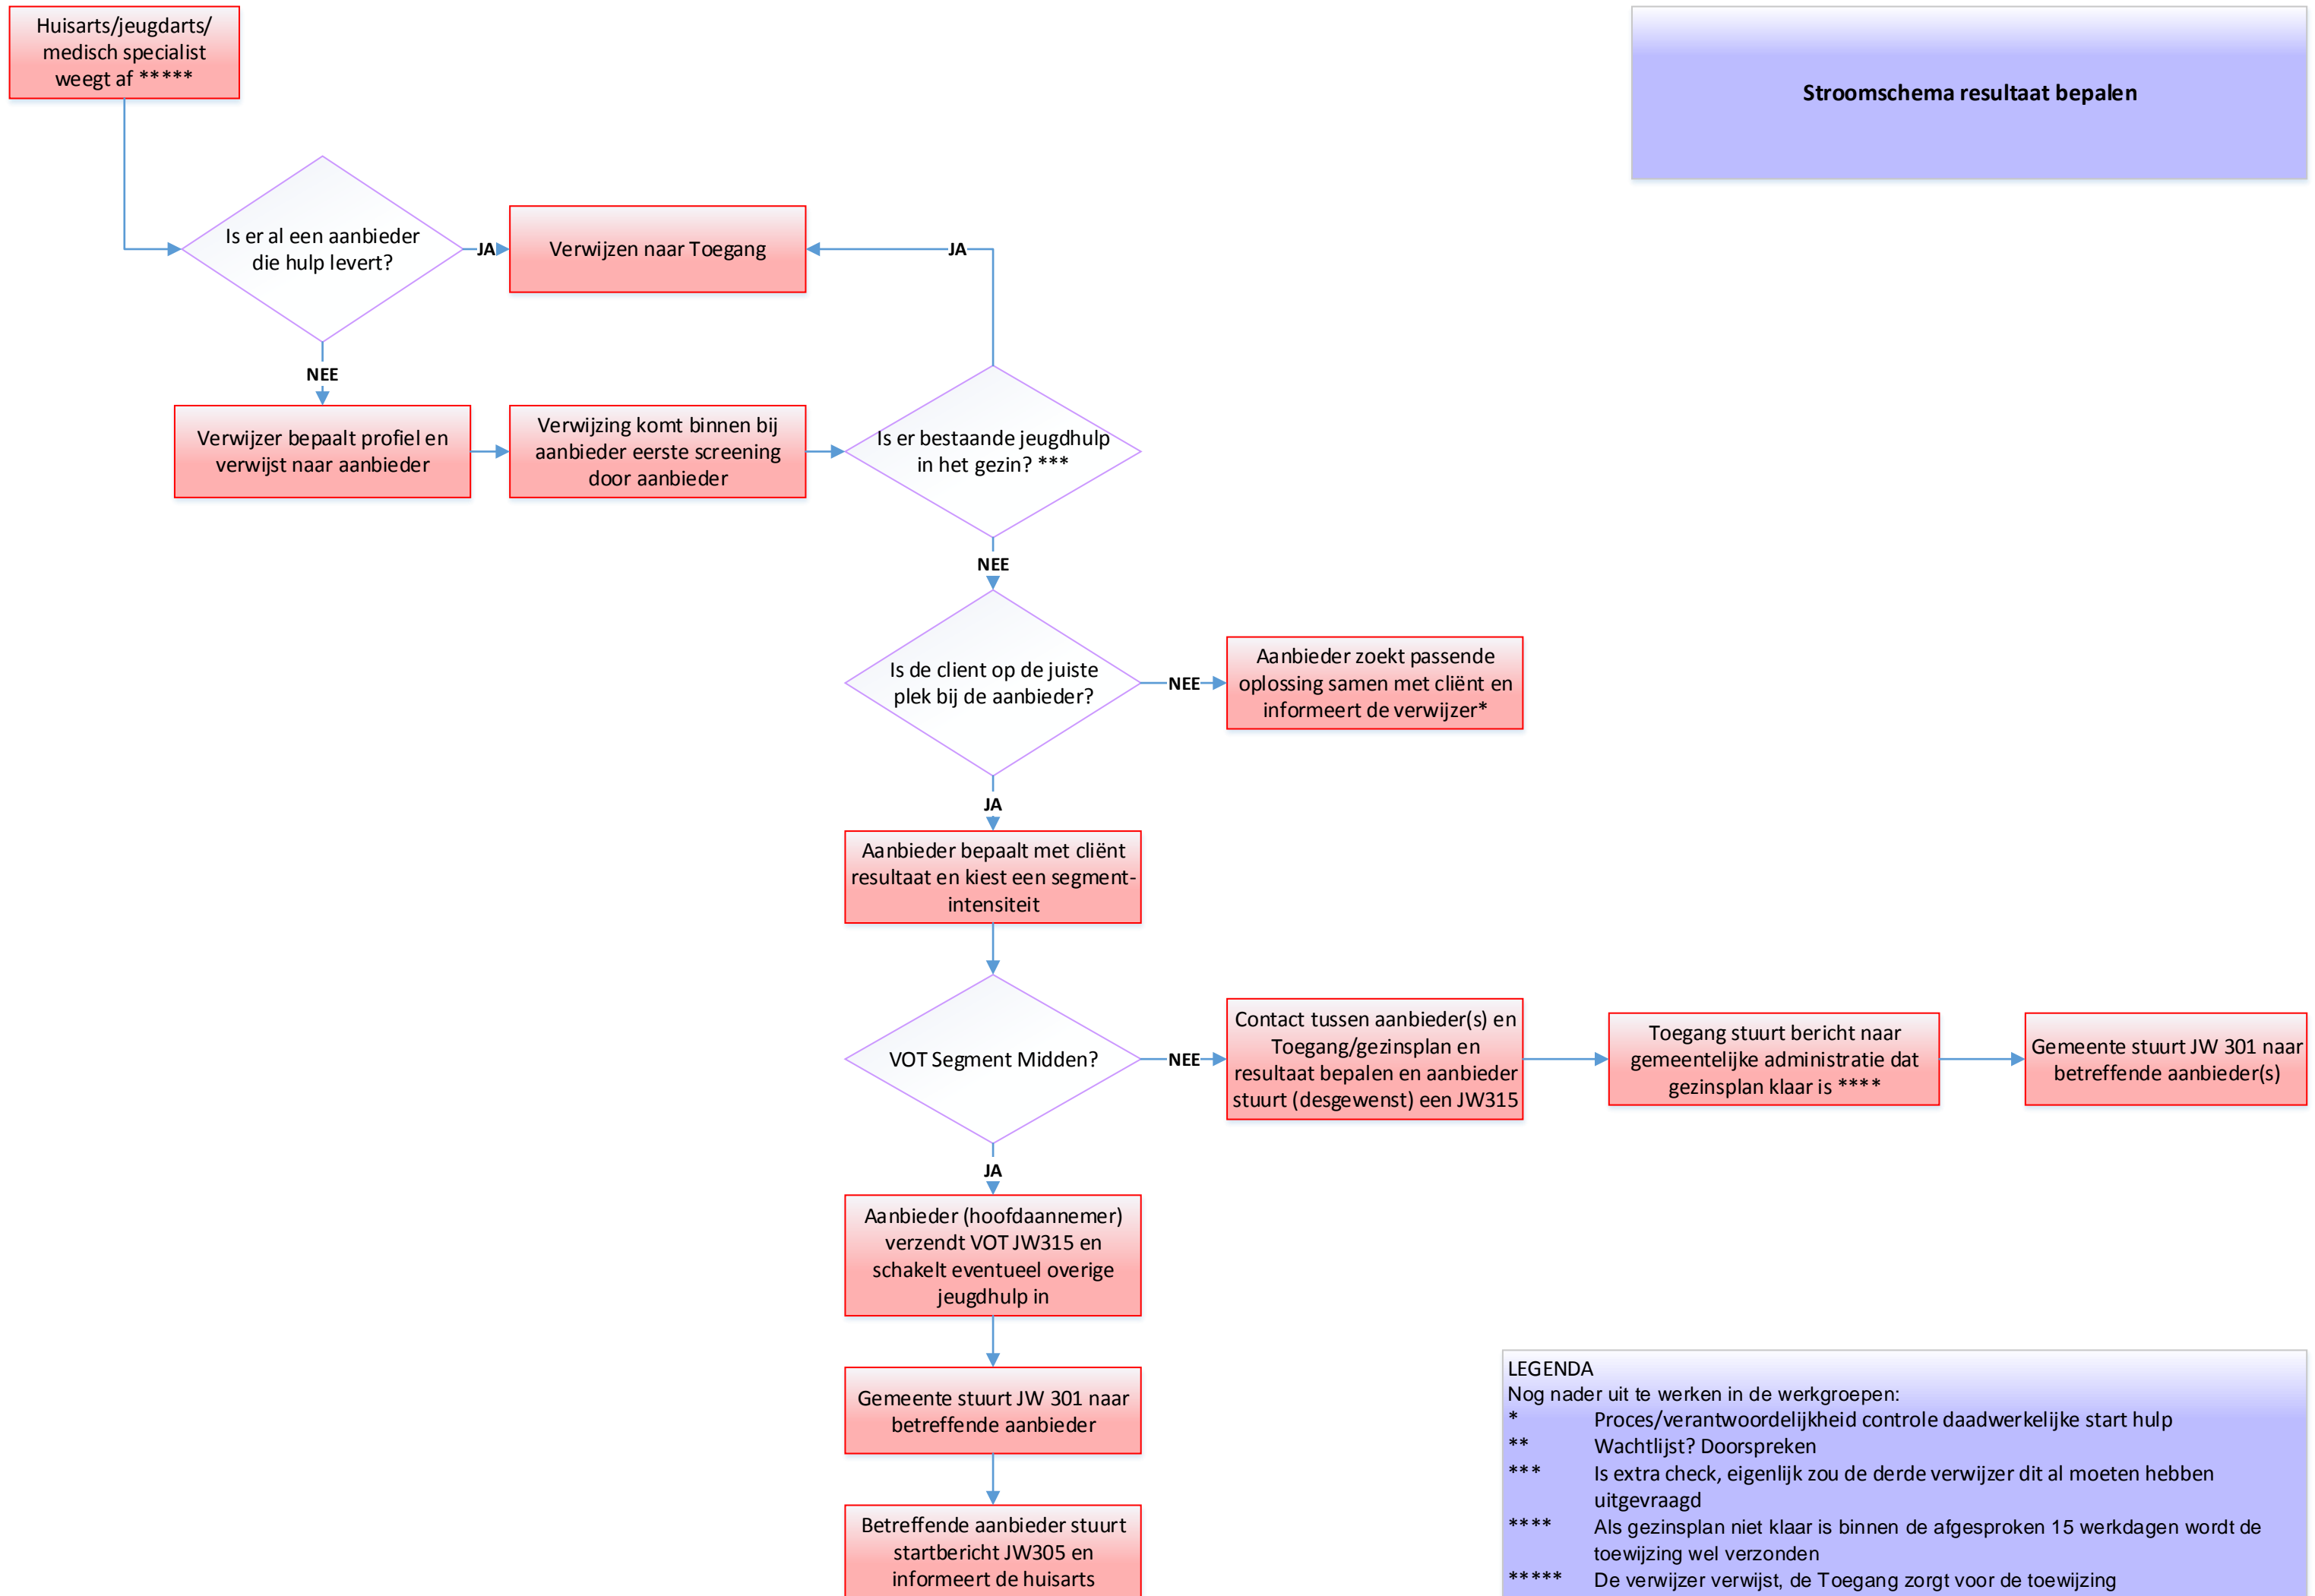 Huisarts/jeugdarts/
medisch specialist
weegt af *****
Stroomschema resultaat bepalen
Is er al een aanbieder
die hulp levert?
JA
Verwijzen naar Toegang
JA
NEE
Verwijzer bepaalt profiel en
verwijst naar aanbieder
Verwijzing komt binnen bij
aanbieder eerste screening
door aanbieder
Is er bestaande jeugdhulp
in het gezin? ***
NEE
Is de client op de juiste
plek bij de aanbieder?
NEE
Aanbieder zoekt passende
oplossing samen met cliënt en
informeert de verwijzer*
JA
Aanbieder bepaalt met cliënt
resultaat en kiest een segment-
intensiteit
VOT Segment Midden?
NEE
Contact tussen aanbieder(s) en
Toegang/gezinsplan en
resultaat bepalen en aanbieder
stuurt (desgewenst) een JW315
Toegang stuurt bericht naar
gemeentelijke administratie dat
gezinsplan klaar is ****
Gemeente stuurt JW 301 naar
betreffende aanbieder(s)
JA
Aanbieder (hoofdaannemer)
verzendt VOT JW315 en
schakelt eventueel overige
jeugdhulp in
Gemeente stuurt JW 301 naar
betreffende aanbieder
Betreffende aanbieder stuurt
startbericht JW305 en
informeert de huisarts
LEGENDA
Nog nader uit te werken in de werkgroepen:
* Proces/verantwoordelijkheid controle daadwerkelijke start hulp
** Wachtlijst? Doorspreken
*** Is extra check, eigenlijk zou de derde verwijzer dit al moeten hebben
uitgevraagd
**** Als gezinsplan niet klaar is binnen de afgesproken 15 werkdagen wordt de
toewijzing wel verzonden
***** De verwijzer verwijst, de Toegang zorgt voor de toewijzing